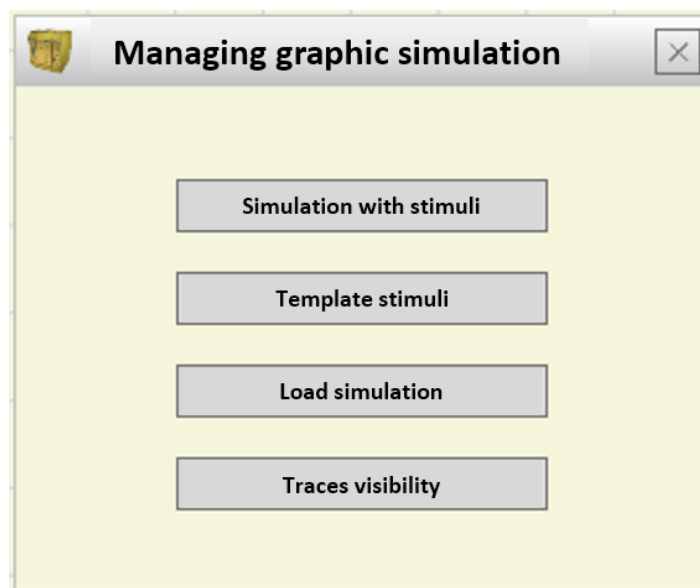 Managing graphic simulation
Simulation with stimuli
Template stimuli
Load simulation
Traces visibility